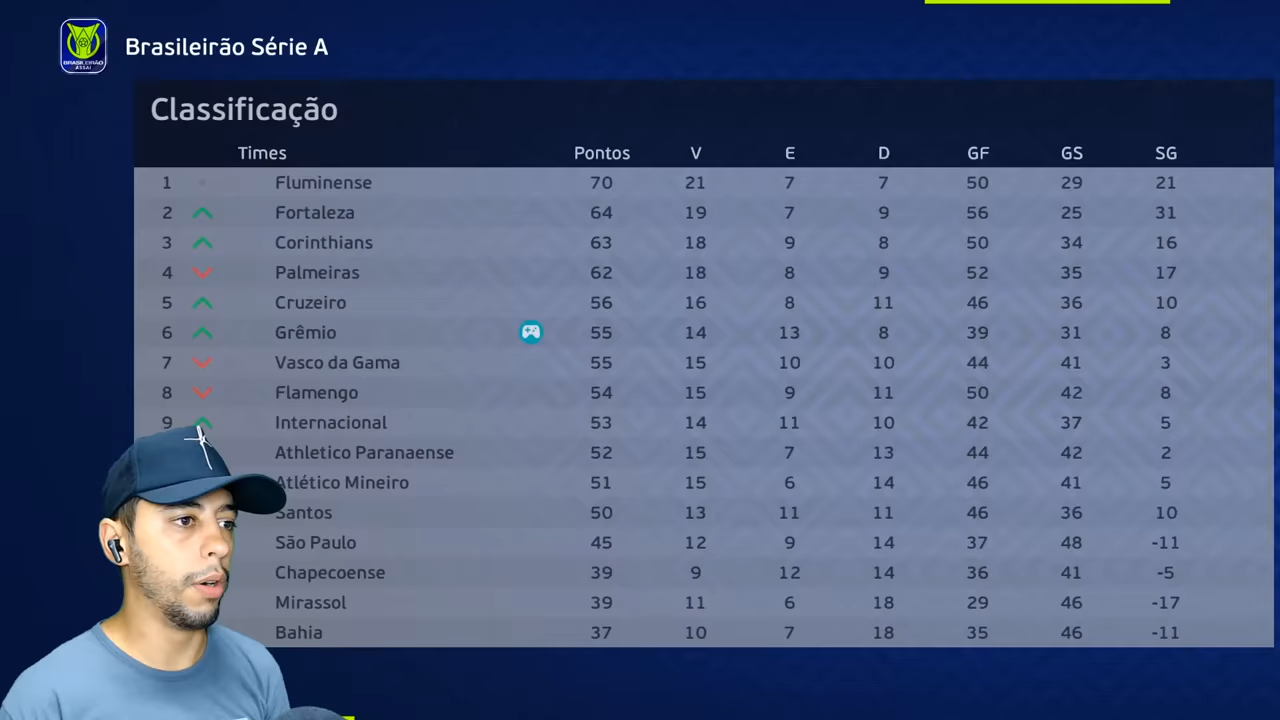 Brasileirão Série A
BRASILEIRÃO
ASSAÍ
Classificação
Times Pontos V E D GF GS SG
1 Fluminense 70 21 7 7 50 29 21
2 Fortaleza 64 19 7 9 56 25 31
3 Corinthians 63 18 9 8 50 34 16
4 Palmeiras 62 18 8 9 52 35 17
5 Cruzeiro 56 16 8 11 46 36 10
6 Grêmio 55 14 13 8 39 31 8
7 Vasco da Gama 55 15 10 10 44 41 3
8 Flamengo 54 15 9 11 50 42 8
9 Internacional 53 14 11 10 42 37 5
Athletico Paranaense 52 15 7 13 44 42 2
Atlético Mineiro 51 15 6 14 46 41 5
Santos 50 13 11 11 46 36 10
São Paulo 45 12 9 14 37 48 -11
Chapecoense 39 9 12 14 36 41 -5
Mirassol 39 11 6 18 29 46 -17
Bahia 37 10 7 18 35 46 -11